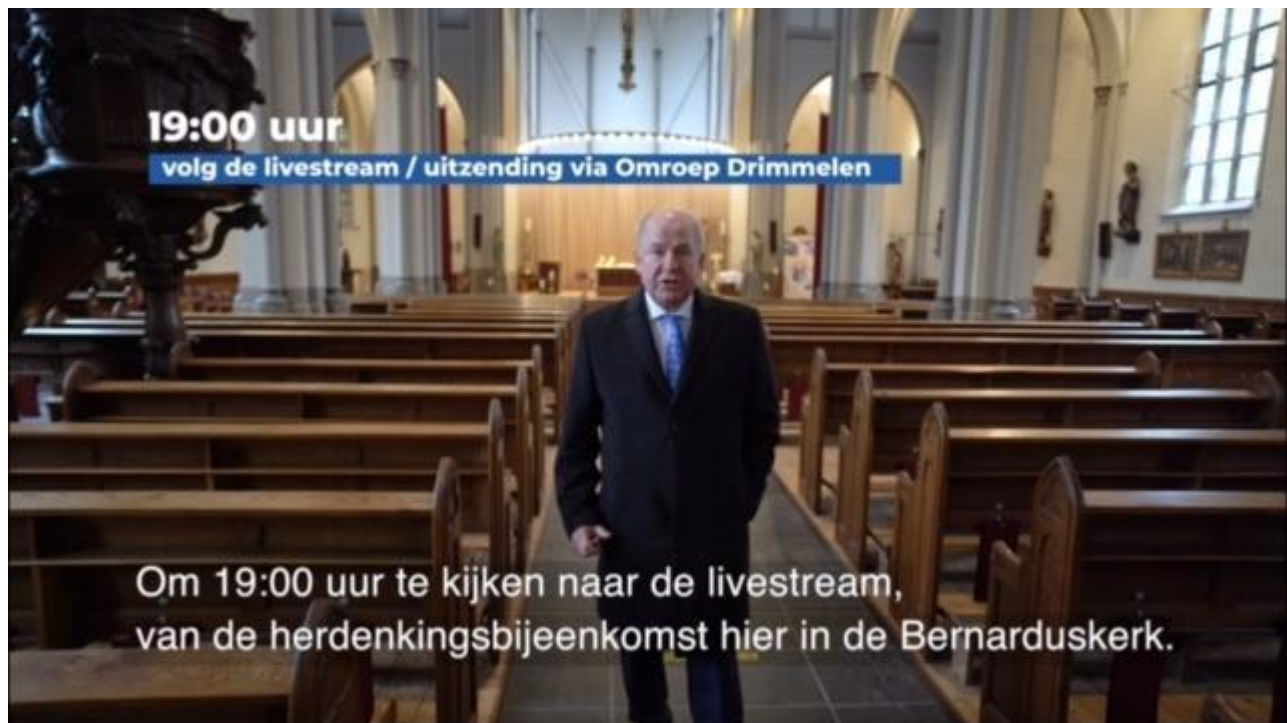 19:00 uur
volg de livestream / uitzending via Omroep Drimmelen
Om 19:00 uur te kijken naar de livestream,
van de herdenkingsbijeenkomst hier in de Bernarduskerk.